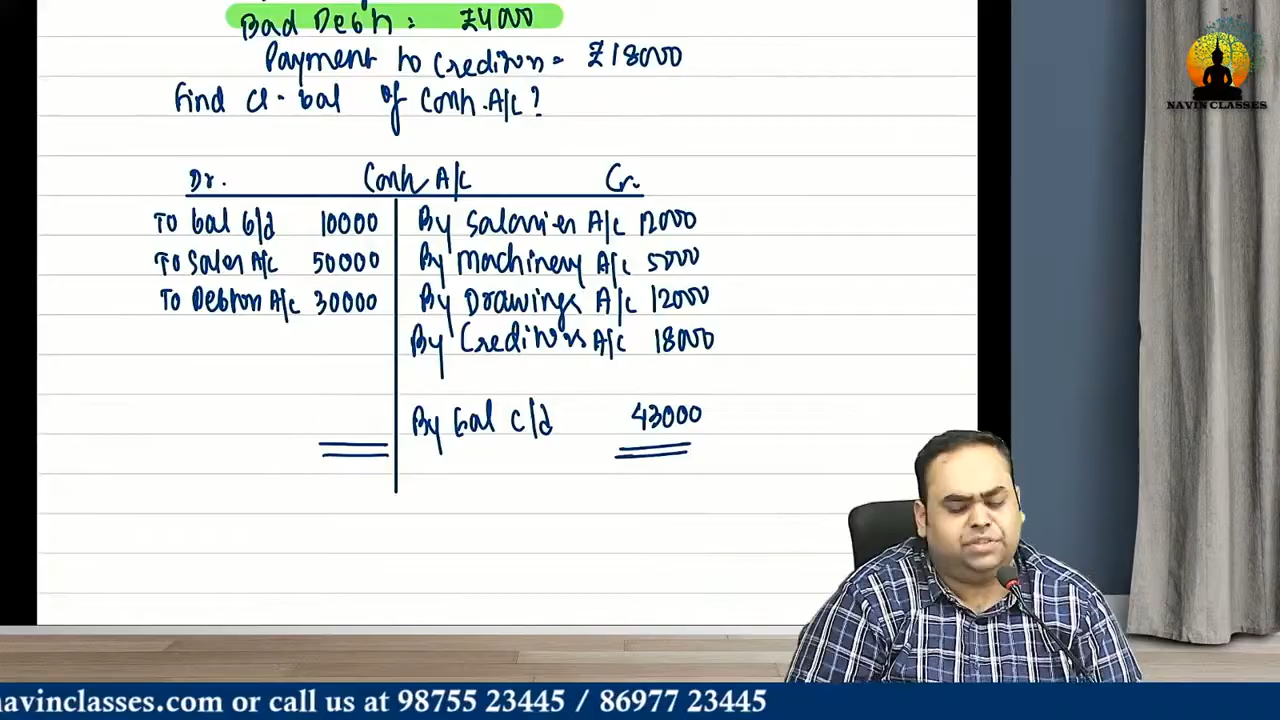 Bad Debts = ₹4000
Payment to Creditors = ₹18000
Find cl. bal of Cash A/c?
Dr. Cash A/c Cr.
To bal b/d 10000 By Salaries A/c 12000
To Sales A/c 50000 By Machinery A/c 5000
To Debtors A/c 30000 By Drawings A/c 12000
By Creditors A/c 18000
By bal c/d 43000
NAVIN CLASSES
navinclasses.com or call us at 98755 23445 / 86977 23445